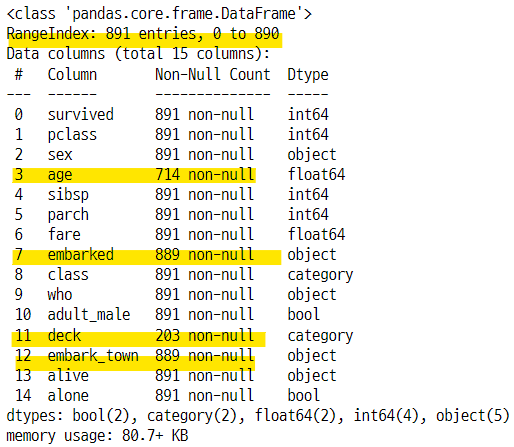 <class 'pandas.core.frame.DataFrame'>
RangeIndex: 891 entries, 0 to 890
Data columns (total 15 columns):
 #   Column       Non-Null Count  Dtype
---  ------       --------------  -----
 0   survived     891 non-null    int64
 1   pclass       891 non-null    int64
 2   sex          891 non-null    object
 3   age          714 non-null    float64
 4   sibsp        891 non-null    int64
 5   parch        891 non-null    int64
 6   fare         891 non-null    float64
 7   embarked     889 non-null    object
 8   class        891 non-null    category
 9   who          891 non-null    object
 10  adult_male   891 non-null    bool
 11  deck         203 non-null    category
 12  embark_town  889 non-null    object
 13  alive        891 non-null    object
 14  alone        891 non-null    bool
dtypes: bool(2), category(2), float64(2), int64(4), object(5)
memory usage: 80.7+ KB